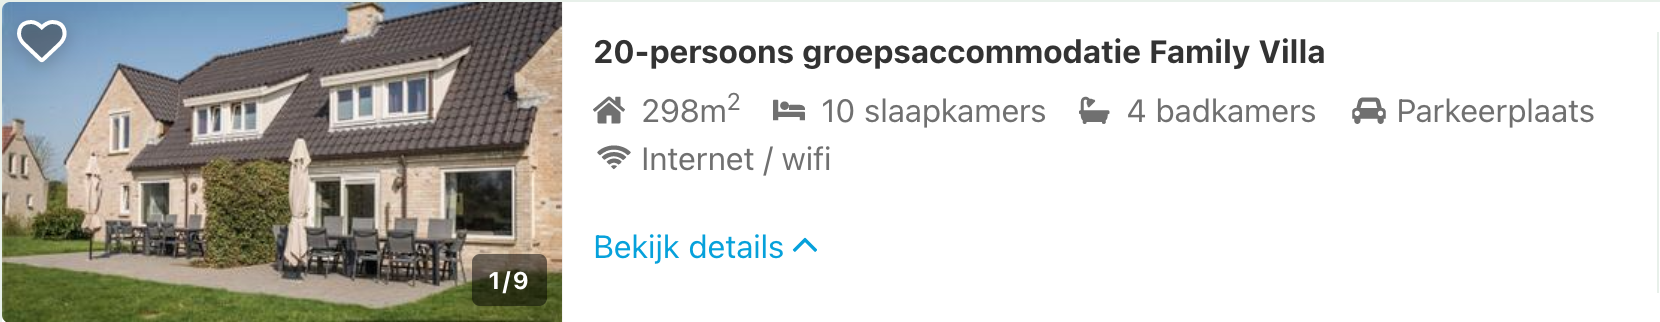 20-persoons groepsaccommodatie Family Villa
298m² 10 slaapkamers 4 badkamers Parkeerplaats
Internet / wifi
Bekijk details
1/9